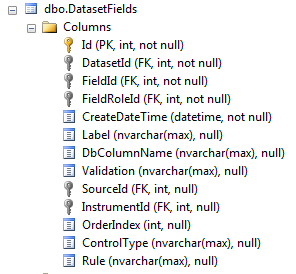 dbo.DatasetFields
Columns
Id (PK, int, not null)
DatasetId (FK, int, not null)
FieldId (FK, int, not null)
FieldRoleId (FK, int, not null)
CreateDateTime (datetime, not null)
Label (nvarchar(max), null)
DbColumnName (nvarchar(max), null)
Validation (nvarchar(max), null)
SourceId (FK, int, null)
InstrumentId (FK, int, null)
OrderIndex (int, null)
ControlType (nvarchar(max), null)
Rule (nvarchar(max), null)